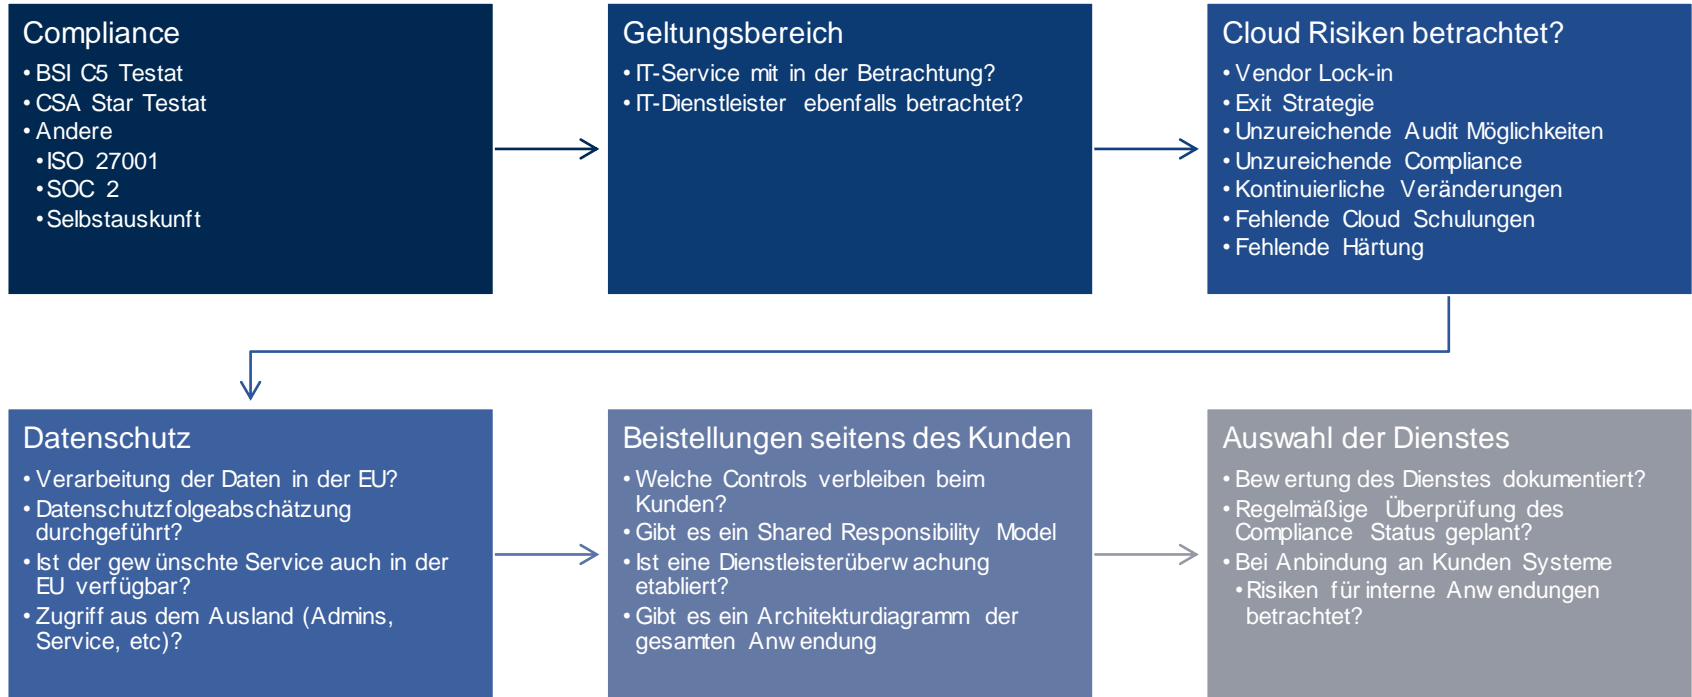 Compliance
• BSI C5 Testat
• CSA Star Testat
• Andere
• ISO 27001
• SOC 2
• Selbstauskunft
Geltungsbereich
• IT-Service mit in der Betrachtung?
• IT-Dienstleister ebenfalls betrachtet?
Cloud Risiken betrachtet?
• Vendor Lock-in
• Exit Strategie
• Unzureichende Audit Möglichkeiten
• Unzureichende Compliance
• Kontinuierliche Veränderungen
• Fehlende Cloud Schulungen
• Fehlende Härtung
Datenschutz
• Verarbeitung der Daten in der EU?
• Datenschutzfolgeabschätzung
durchgeführt?
• Ist der gewünschte Service auch in der
EU verfügbar?
• Zugriff aus dem Ausland (Admins,
Service, etc)?
Beistellungen seitens des Kunden
• Welche Controls verbleiben beim
Kunden?
• Gibt es ein Shared Responsibility Model
• Ist eine Dienstleisterüberwachung
etabliert?
• Gibt es ein Architekturdiagramm der
gesamten Anwendung
Auswahl der Dienstes
• Bewertung des Dienstes dokumentiert?
• Regelmäßige Überprüfung des
Compliance Status geplant?
• Bei Anbindung an Kunden Systeme
• Risiken für interne Anwendungen
betrachtet?